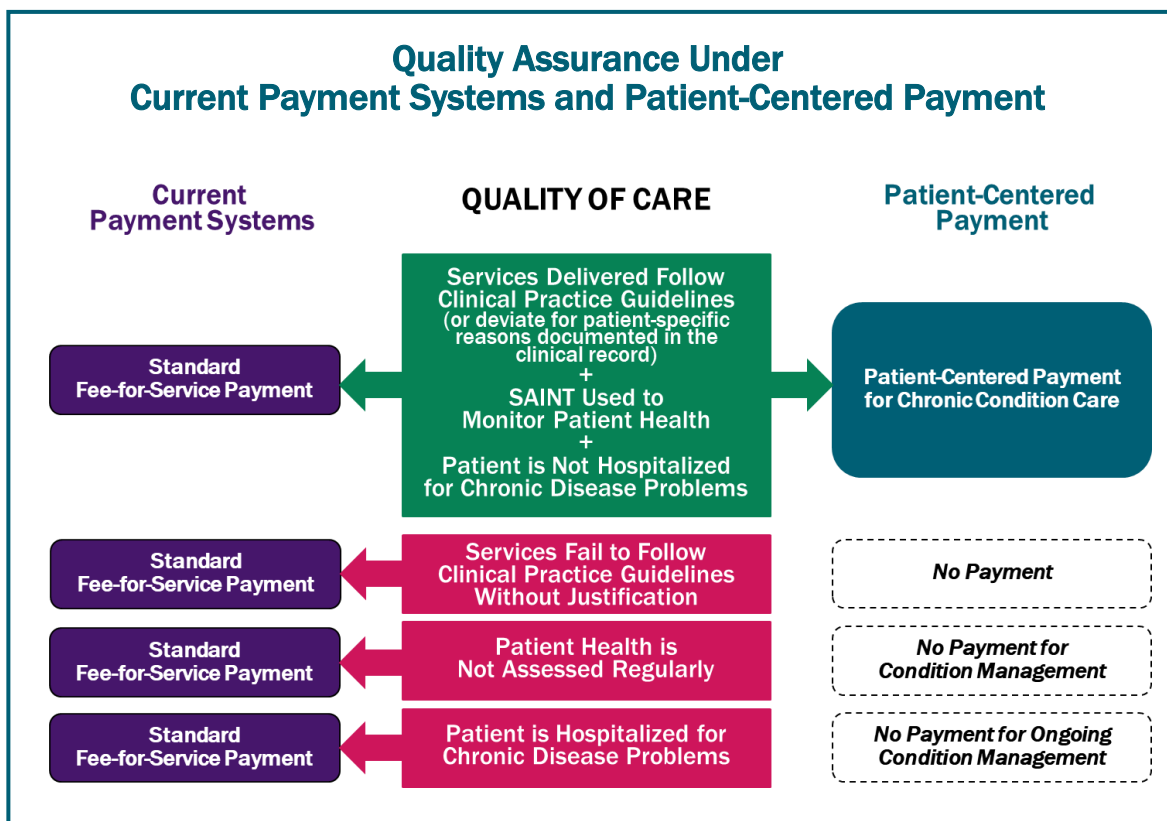 Quality Assurance Under
Current Payment Systems and Patient-Centered Payment
Current
Payment Systems
QUALITY OF CARE
Patient-Centered
Payment
Standard
Fee-for-Service Payment
Services Delivered Follow
Clinical Practice Guidelines
(or deviate for patient-specific
reasons documented in the
clinical record)
+
SAINT Used to
Monitor Patient Health
+
Patient is Not Hospitalized
for Chronic Disease Problems
Patient-Centered Payment
for Chronic Condition Care
Standard
Fee-for-Service Payment
Services Fail to Follow
Clinical Practice Guidelines
Without Justification
No Payment
Standard
Fee-for-Service Payment
Patient Health is
Not Assessed Regularly
No Payment for
Condition Management
Standard
Fee-for-Service Payment
Patient is Hospitalized for
Chronic Disease Problems
No Payment for Ongoing
Condition Management